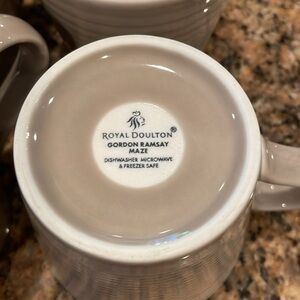 ROYAL DOULTON®
GORDON RAMSAY
MAZE
DISHWASHER MICROWAVE
& FREEZER SAFE